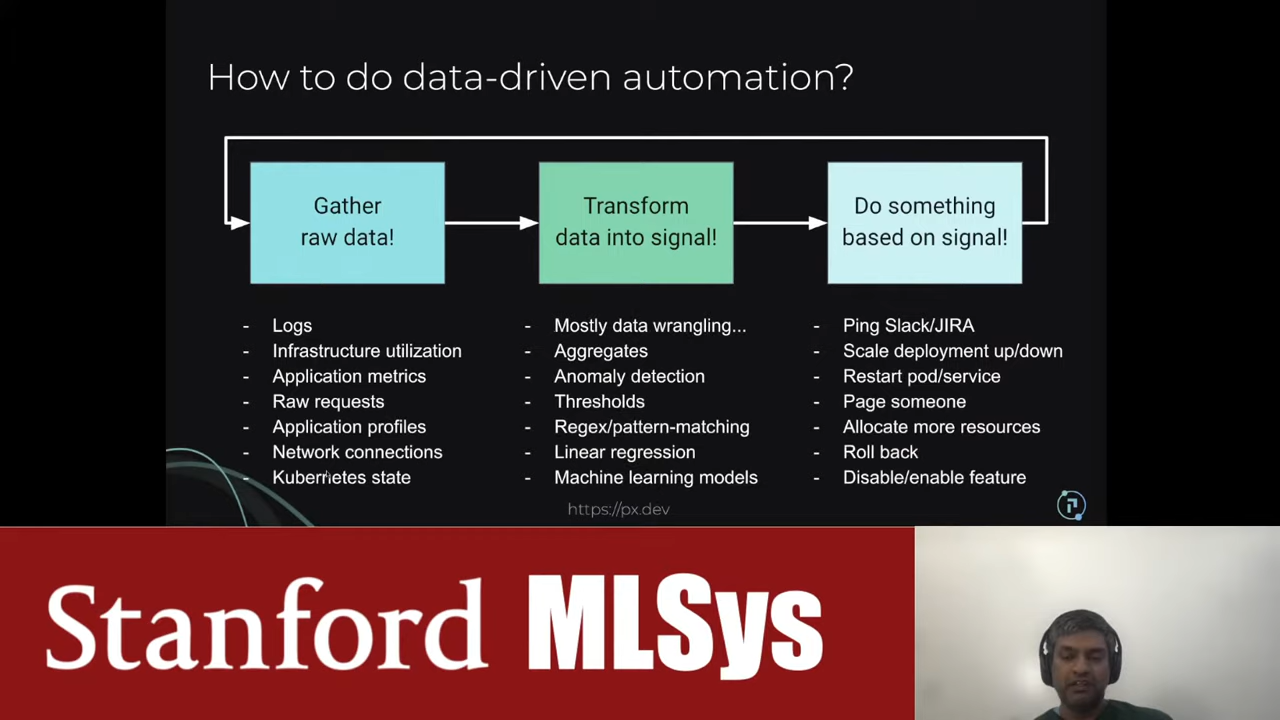 How to do data-driven automation?
Gather
raw data!
Transform
data into signal!
Do something
based on signal!
- Logs
- Infrastructure utilization
- Application metrics
- Raw requests
- Application profiles
- Network connections
- Kubernetes state
- Mostly data wrangling...
- Aggregates
- Anomaly detection
- Thresholds
- Regex/pattern-matching
- Linear regression
- Machine learning models
- Ping Slack/JIRA
- Scale deployment up/down
- Restart pod/service
- Page someone
- Allocate more resources
- Roll back
- Disable/enable feature
https://px.dev
Stanford MLSys